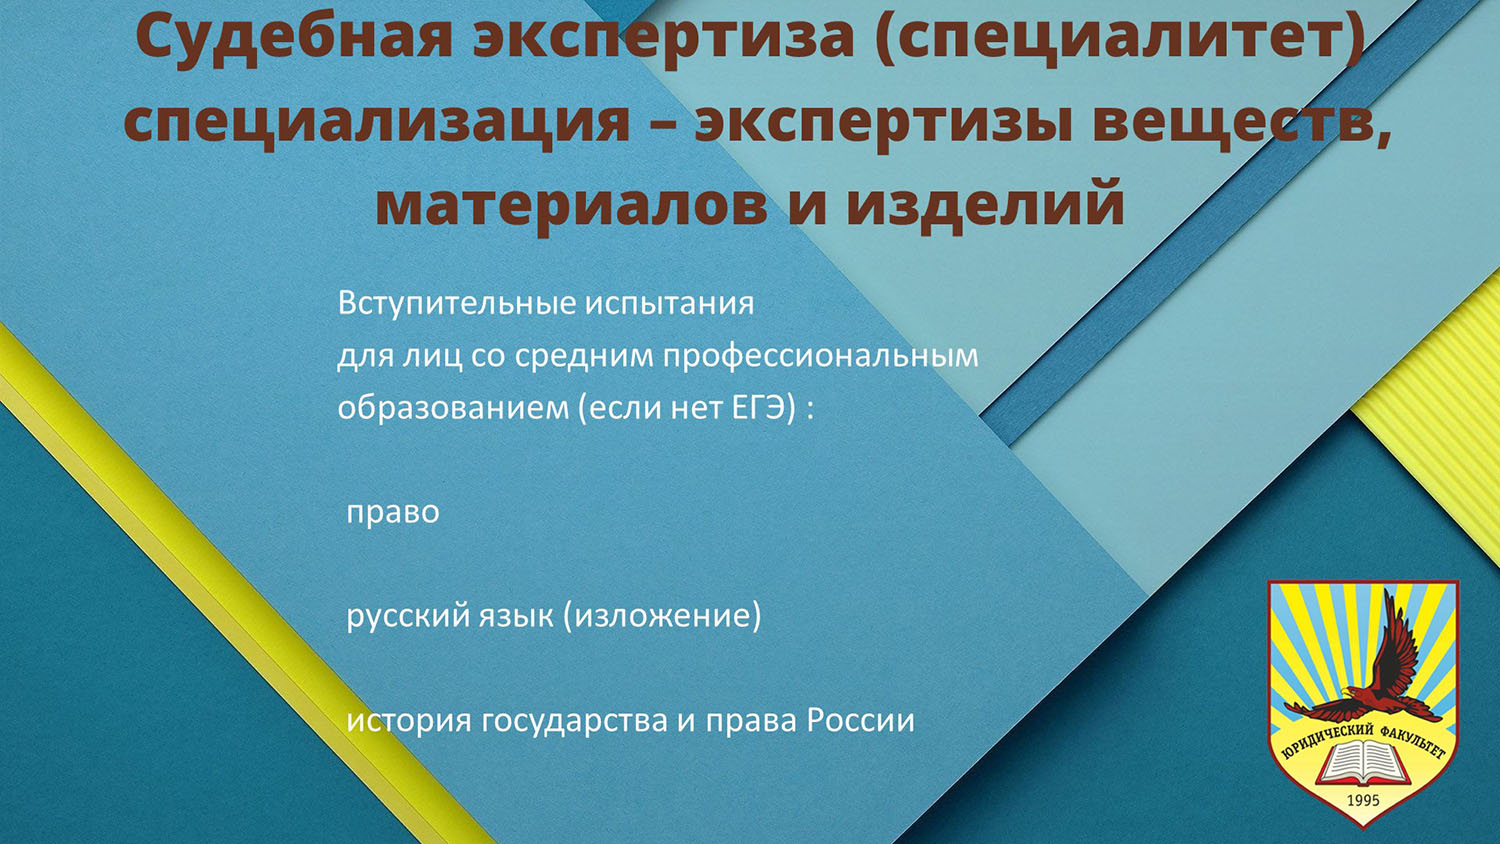 Судебная экспертиза (специалитет)
специализация – экспертизы веществ,
материалов и изделий
Вступительные испытания
для лиц со средним профессиональным
образованием (если нет ЕГЭ) :
право
русский язык (изложение)
история государства и права России
ЮРИДИЧЕСКИЙ ФАКУЛЬТЕТ
1995